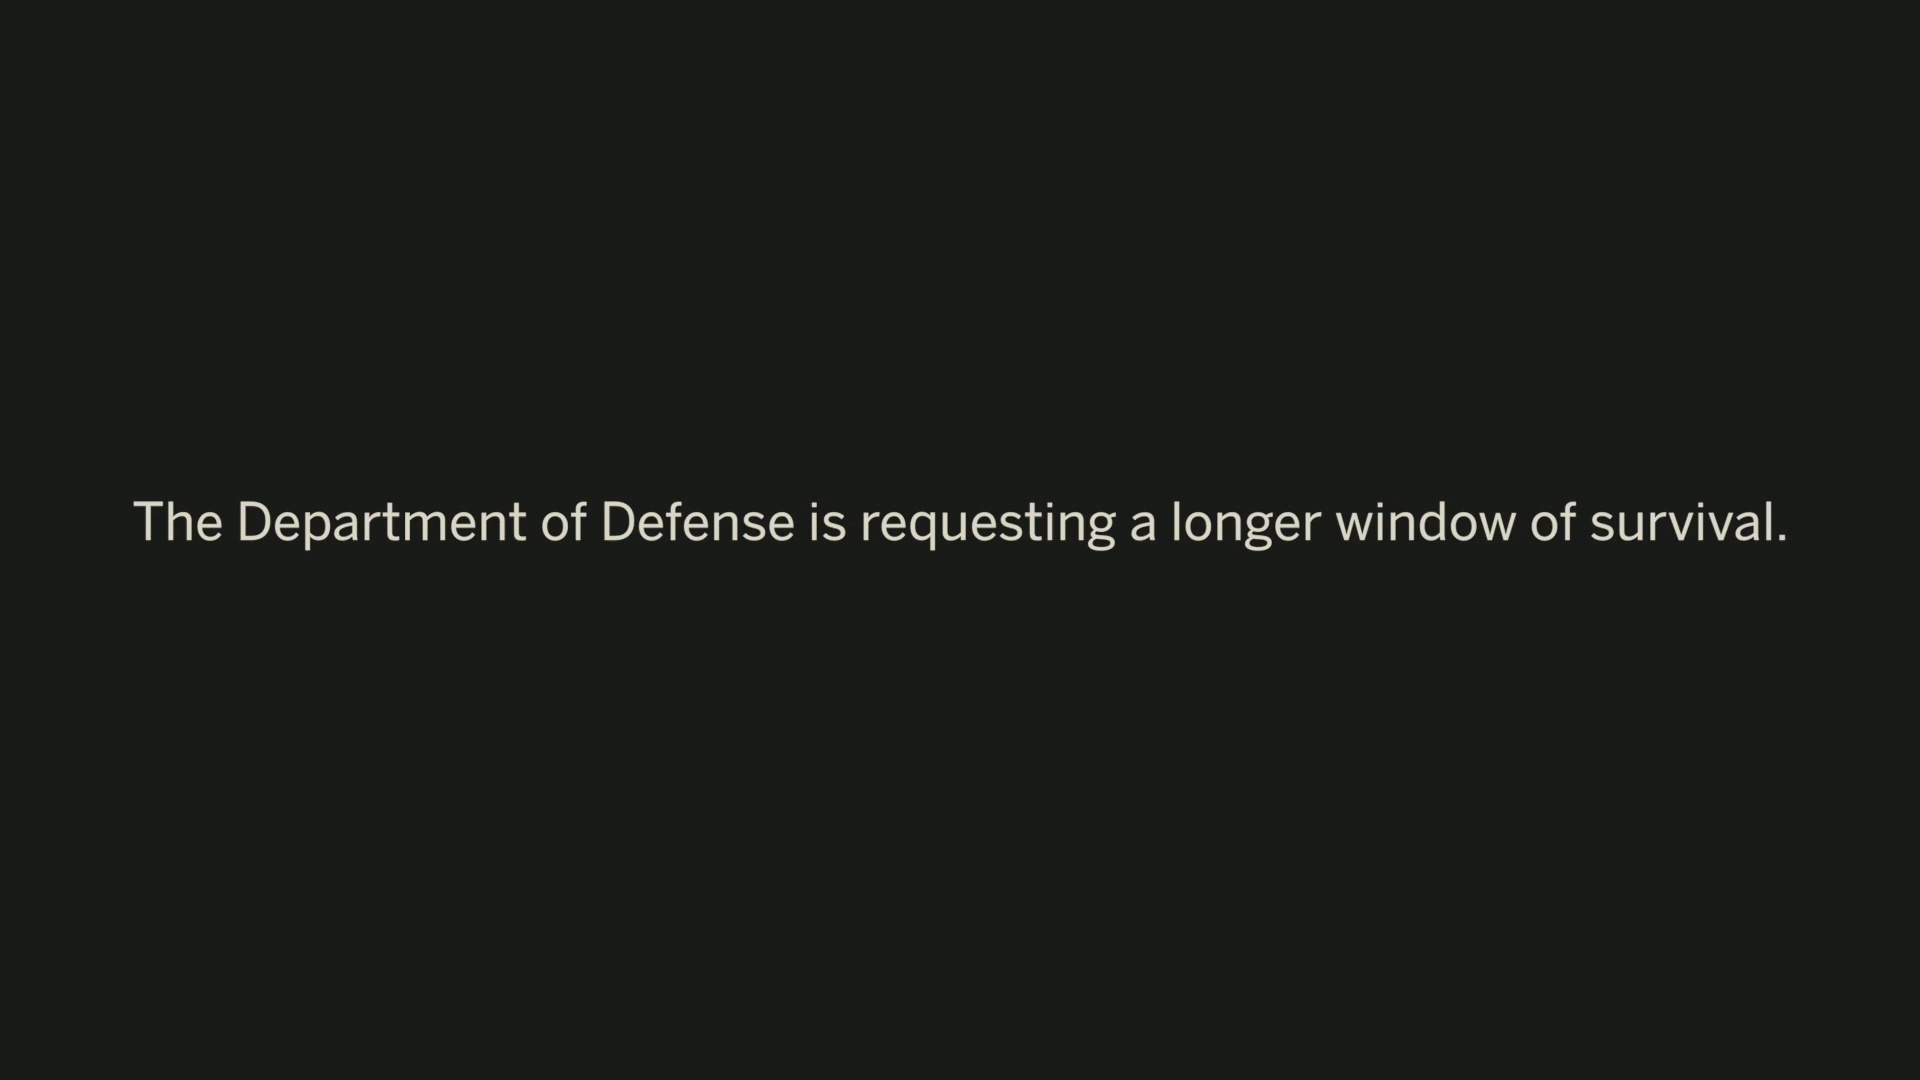 The Department of Defense is requesting a longer window of survival.